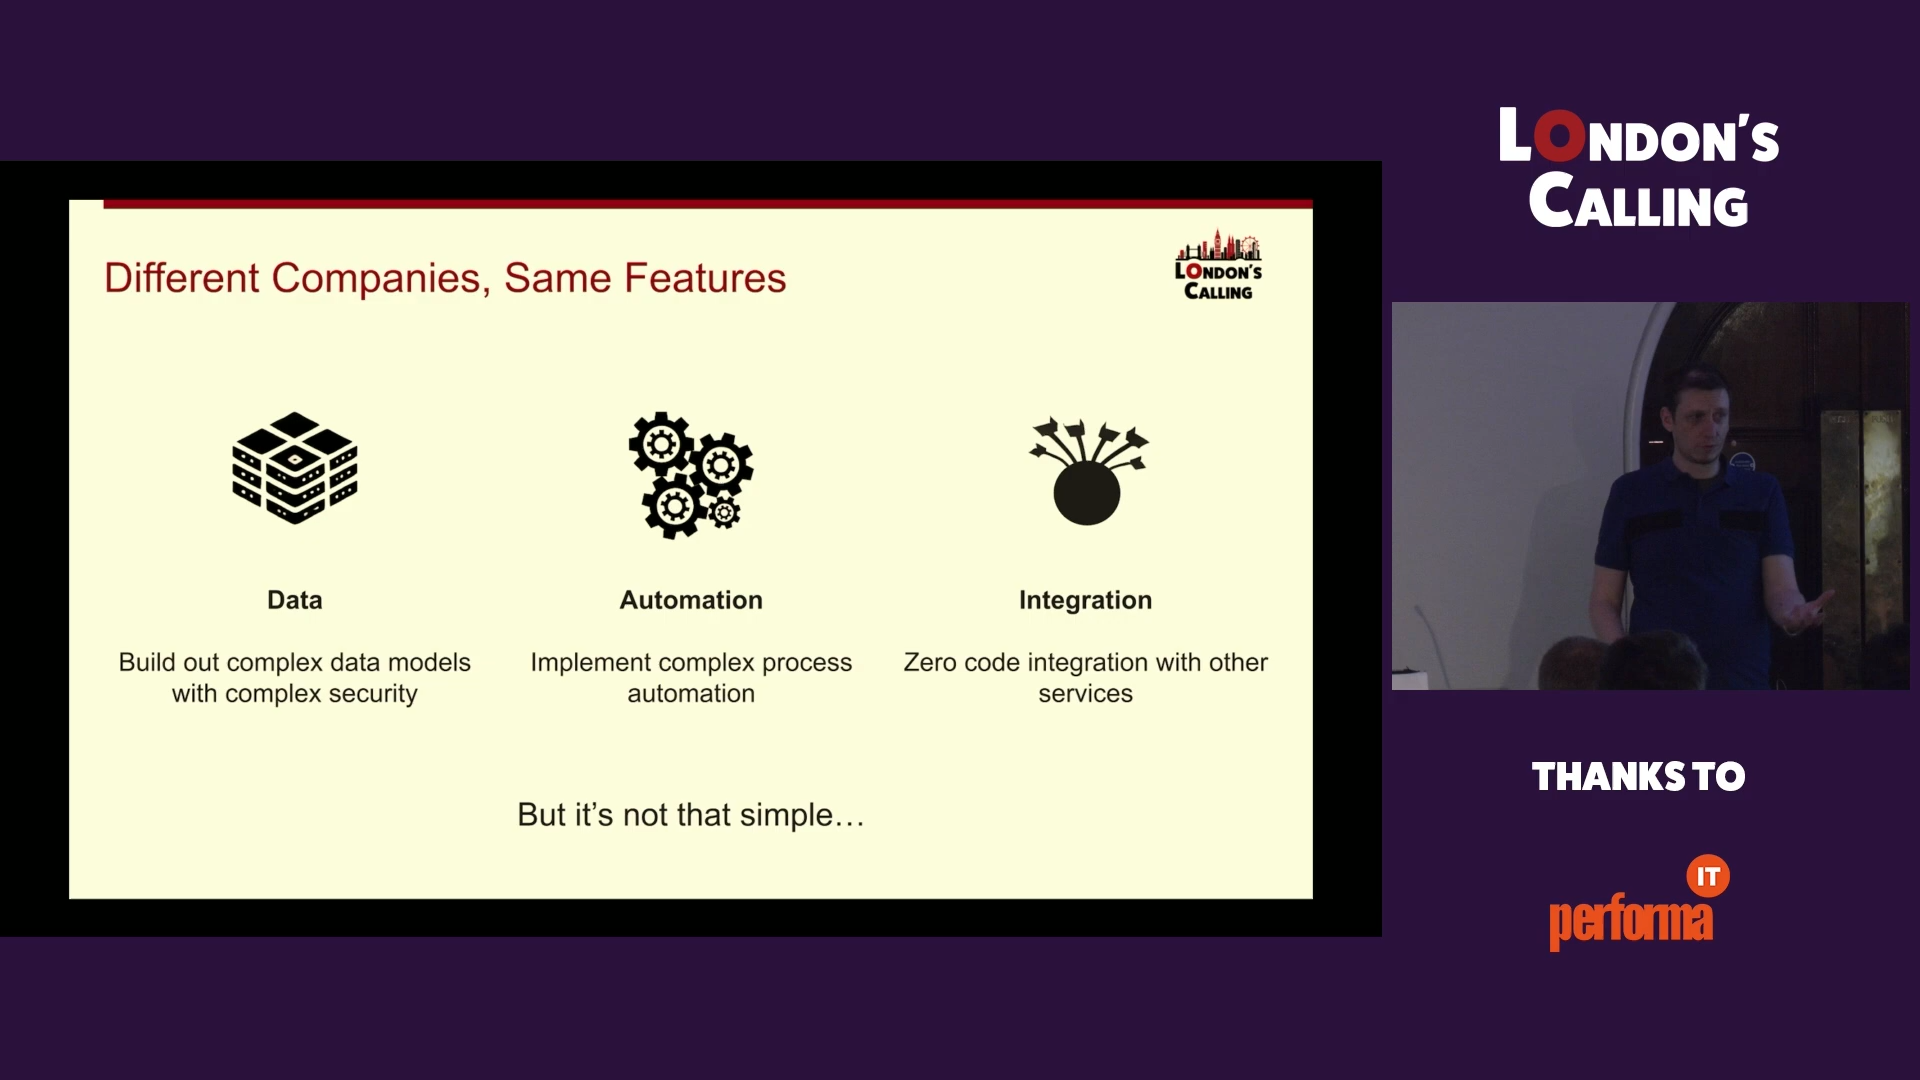 Different Companies, Same Features
LONDON'S
CALLING
Data
Automation
Integration
Build out complex data models
with complex security
Implement complex process
automation
Zero code integration with other
services
But it’s not that simple…
LONDON'S
CALLING
THANKS TO
IT
performa